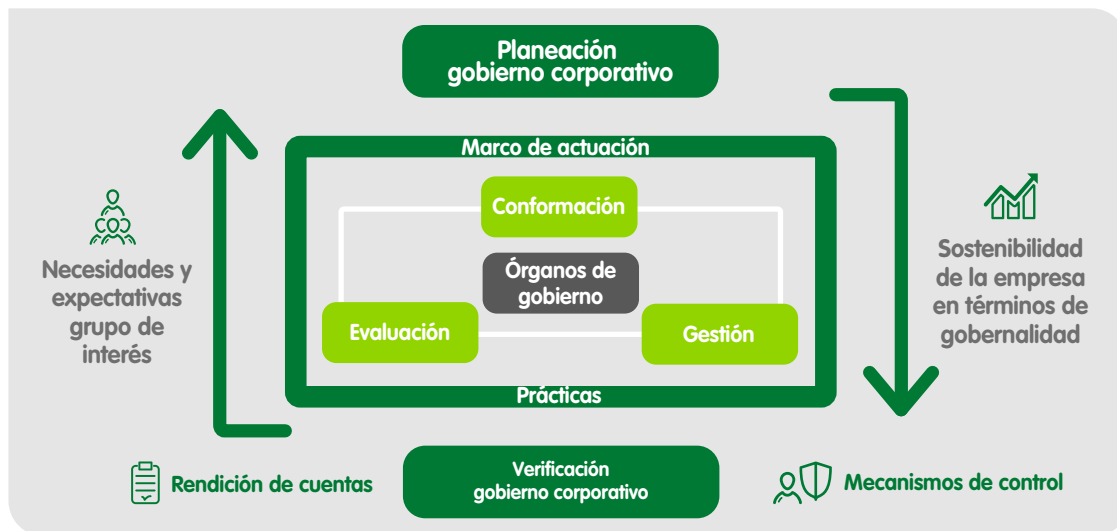 Planeación
gobierno corporativo
Marco de actuación
Conformación
Órganos de
gobierno
Evaluación
Gestión
Prácticas
Necesidades y
expectativas
grupo de
interés
Sostenibilidad
de la empresa
en términos de
gobernalidad
Rendición de cuentas
Verificación
gobierno corporativo
Mecanismos de control